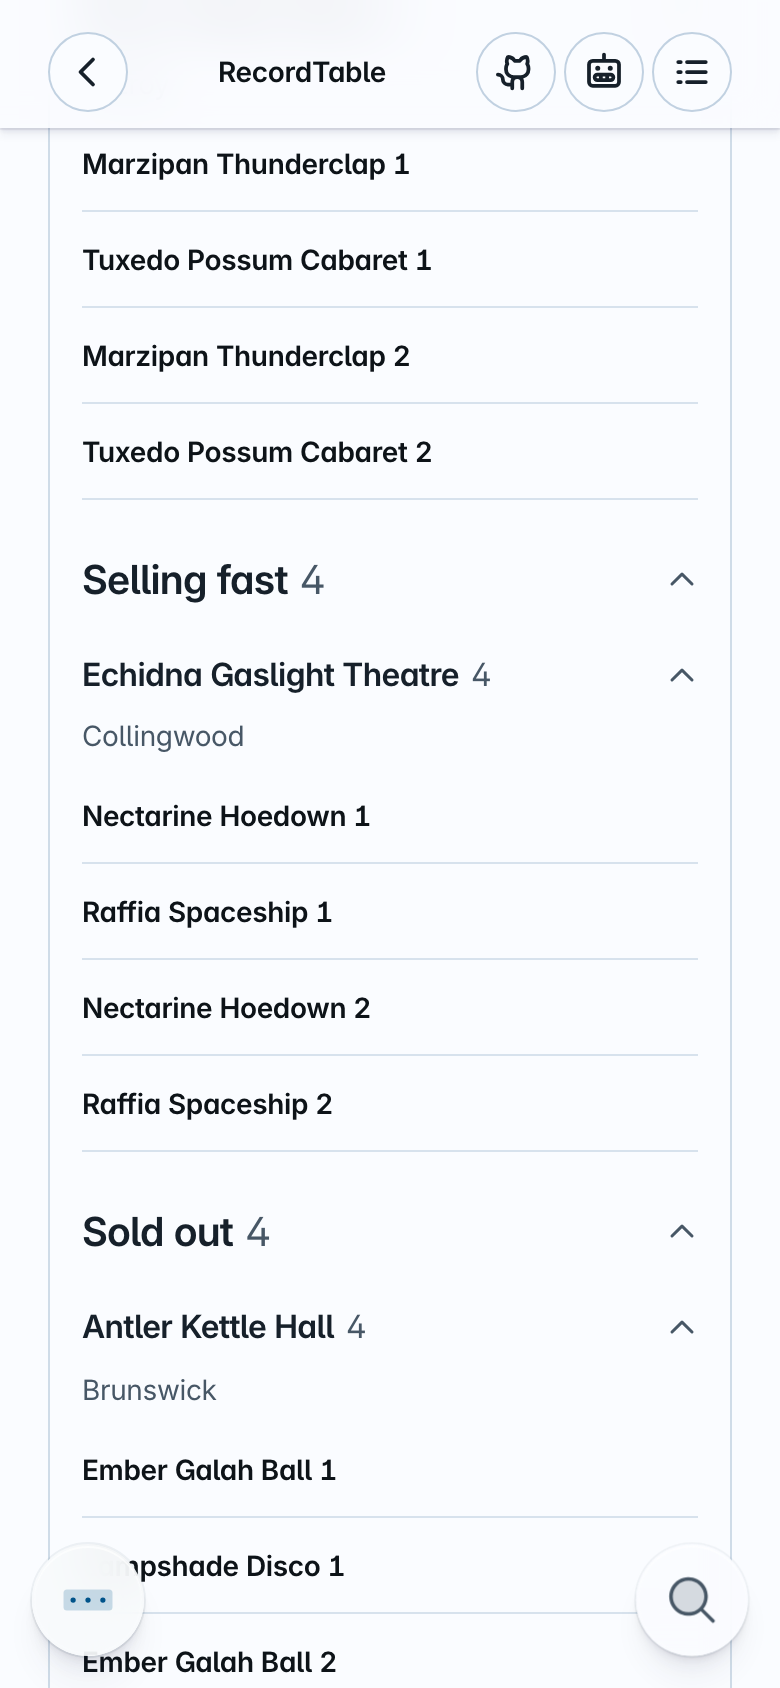 RecordTable
Marzipan Thunderclap 1
Tuxedo Possum Cabaret 1
Marzipan Thunderclap 2
Tuxedo Possum Cabaret 2
Selling fast 4
Echidna Gaslight Theatre 4
Collingwood
Nectarine Hoedown 1
Raffia Spaceship 1
Nectarine Hoedown 2
Raffia Spaceship 2
Sold out 4
Antler Kettle Hall 4
Brunswick
Ember Galah Ball 1
Disco 1
Ember Galah Ball 2